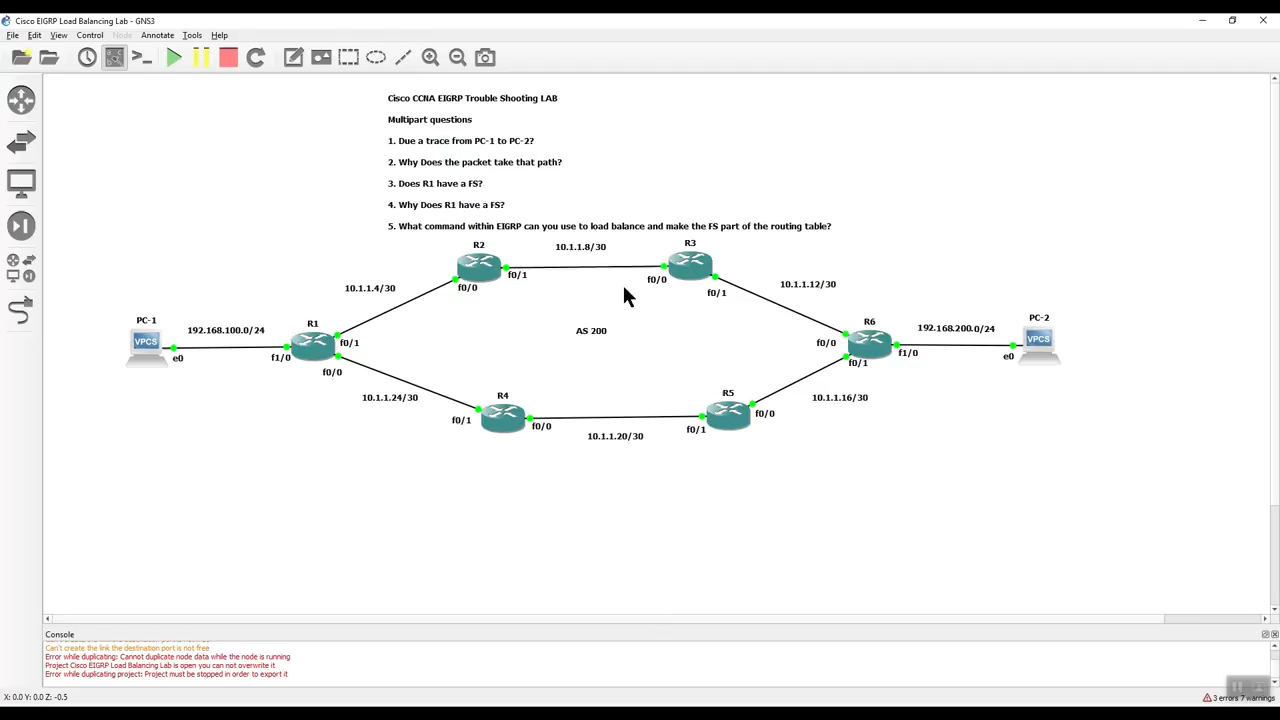 Cisco EIGRP Load Balancing Lab - GNS3
File Edit View Control Node Annotate Tools Help
Cisco CCNA EIGRP Trouble Shooting LAB
Multipart questions
1. Due a trace from PC-1 to PC-2?
2. Why Does the packet take that path?
3. Does R1 have a FS?
4. Why Does R1 have a FS?
5. What command within EIGRP can you use to load balance and make the FS part of the routing table?
R2
10.1.1.8/30
R3
f0/1
f0/0
10.1.1.4/30
f0/0
f0/1
10.1.1.12/30
PC-1
192.168.100.0/24
R1
AS 200
R6
192.168.200.0/24
PC-2
VPCS
e0
f1/0
f0/1
f0/0
f0/0
f1/0
f0/1
e0
VPCS
10.1.1.24/30
R4
R5
10.1.1.16/30
f0/1
f0/0
10.1.1.20/30
f0/1
f0/0
Console
Can't create the link the destination port is not free
Error while duplicating: Cannot duplicate node data while the node is running
Project Cisco EIGRP Load Balancing Lab is open you can not overwrite it
Error while duplicating project: Project must be stopped in order to export it
X: 0.0 Y: 0.0 Z: -0.5
3 errors 7 warnings